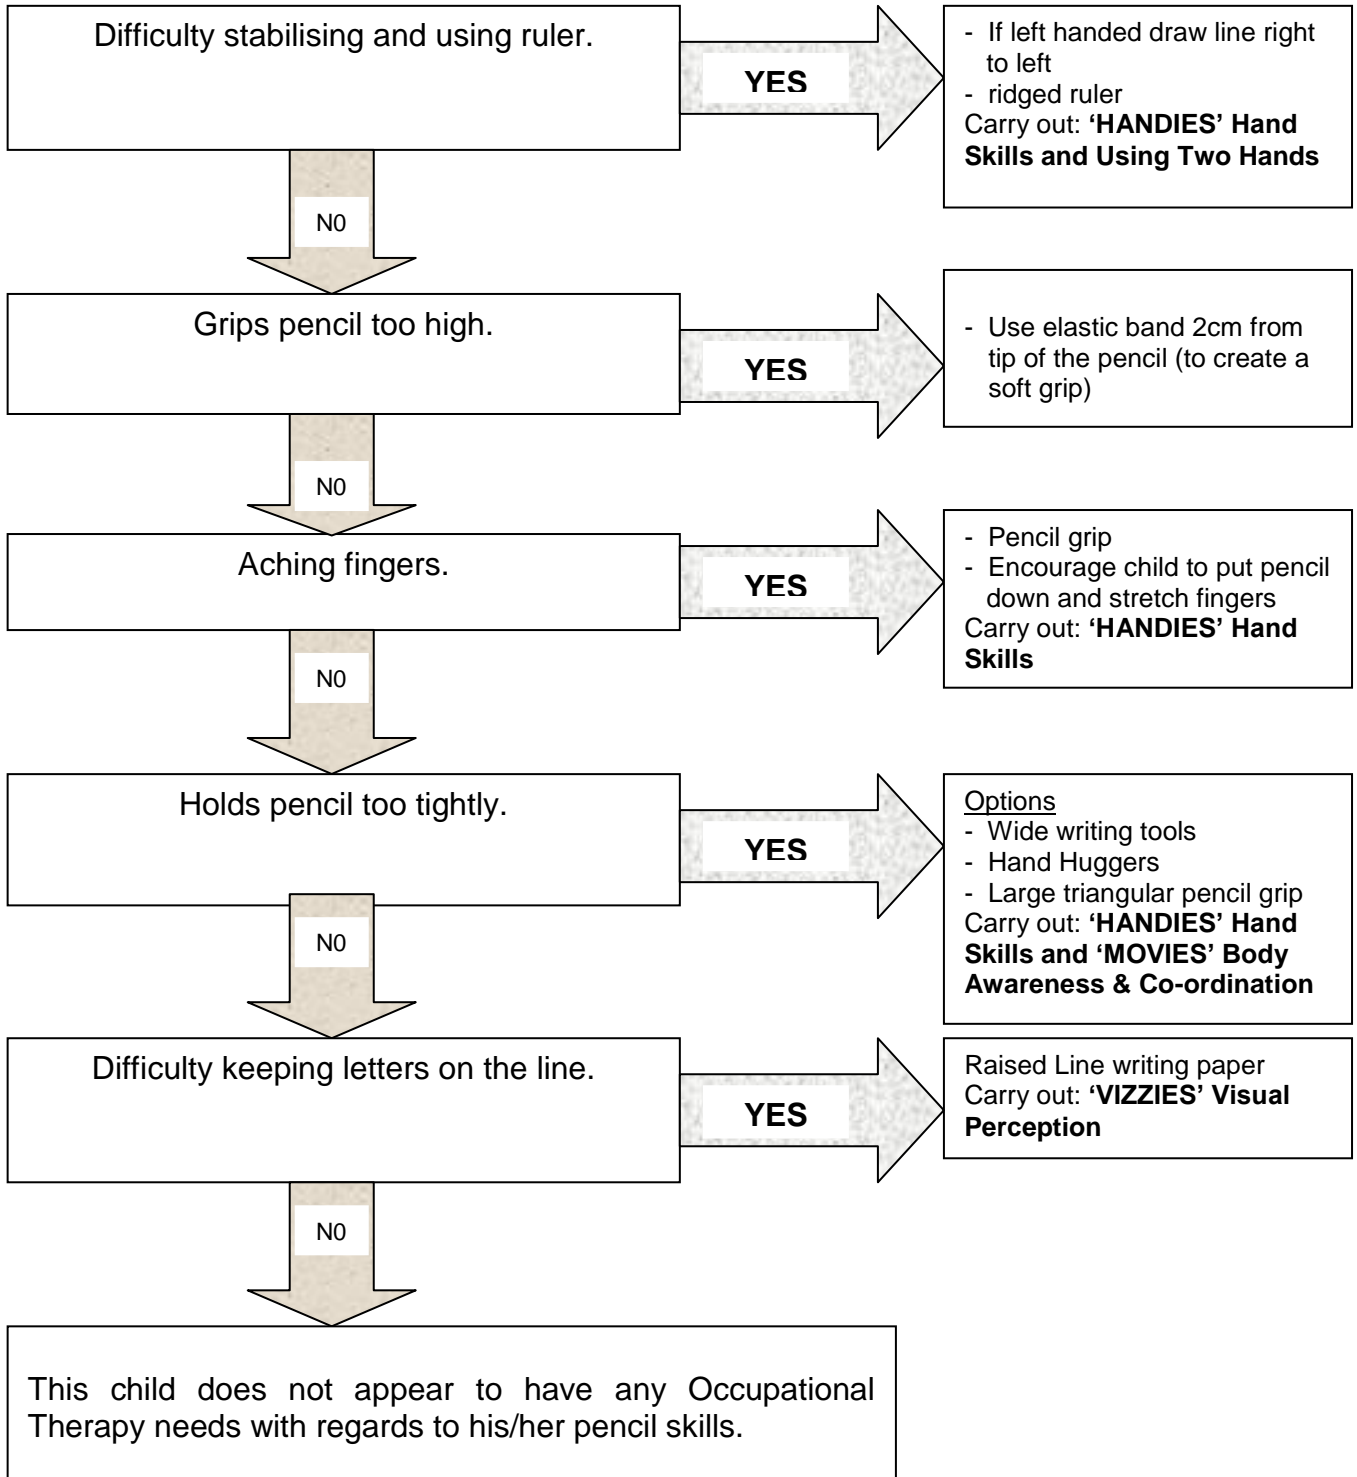 Difficulty stabilising and using ruler.
YES
- If left handed draw line right
to left
- ridged ruler
Carry out: ‘HANDIES’ Hand
Skills and Using Two Hands
N0
Grips pencil too high.
YES
- Use elastic band 2cm from
tip of the pencil (to create a
soft grip)
N0
Aching fingers.
YES
- Pencil grip
- Encourage child to put pencil
down and stretch fingers
Carry out: ‘HANDIES’ Hand
Skills
N0
Holds pencil too tightly.
YES
Options
- Wide writing tools
- Hand Huggers
- Large triangular pencil grip
Carry out: ‘HANDIES’ Hand
Skills and ‘MOVIES’ Body
Awareness & Co-ordination
N0
Difficulty keeping letters on the line.
YES
Raised Line writing paper
Carry out: ‘VIZZIES’ Visual
Perception
N0
This child does not appear to have any Occupational
Therapy needs with regards to his/her pencil skills.